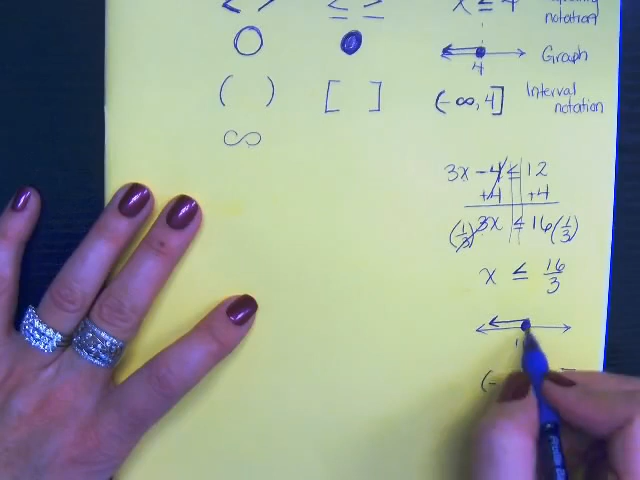 < > ≤ ≥ x ≤ 4
notation
Graph
4
( ) [ ] (-∞, 4] Interval
notation
∞
3x - 4 ≤ 12
+4 +4
(1/3) 3x ≤ 16 (1/3)
x ≤ 16/3
(-